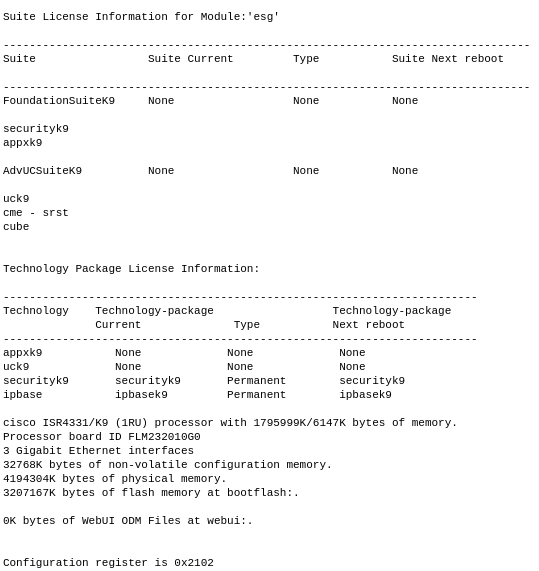 Suite License Information for Module:'esg'
--------------------------------------------------------------------------------
Suite                 Suite Current         Type           Suite Next reboot
--------------------------------------------------------------------------------
FoundationSuiteK9     None                  None           None
securityk9
appxk9
AdvUCSuiteK9          None                  None           None
uck9
cme - srst
cube
Technology Package License Information:
------------------------------------------------------------------------
Technology    Technology-package                  Technology-package
              Current              Type           Next reboot
------------------------------------------------------------------------
appxk9           None             None             None
uck9             None             None             None
securityk9       securityk9       Permanent        securityk9
ipbase           ipbasek9         Permanent        ipbasek9
cisco ISR4331/K9 (1RU) processor with 1795999K/6147K bytes of memory.
Processor board ID FLM232010G0
3 Gigabit Ethernet interfaces
32768K bytes of non-volatile configuration memory.
4194304K bytes of physical memory.
3207167K bytes of flash memory at bootflash:.
0K bytes of WebUI ODM Files at webui:.
Configuration register is 0x2102